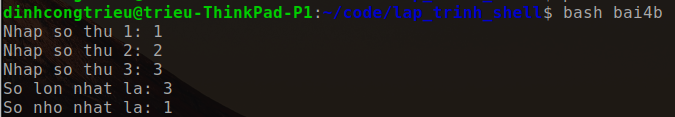 dinhcongtrieu@trieu-ThinkPad-P1:~/code/lap_trinh_shell$ bash bai4b
Nhap so thu 1: 1
Nhap so thu 2: 2
Nhap so thu 3: 3
So lon nhat la: 3
So nho nhat la: 1